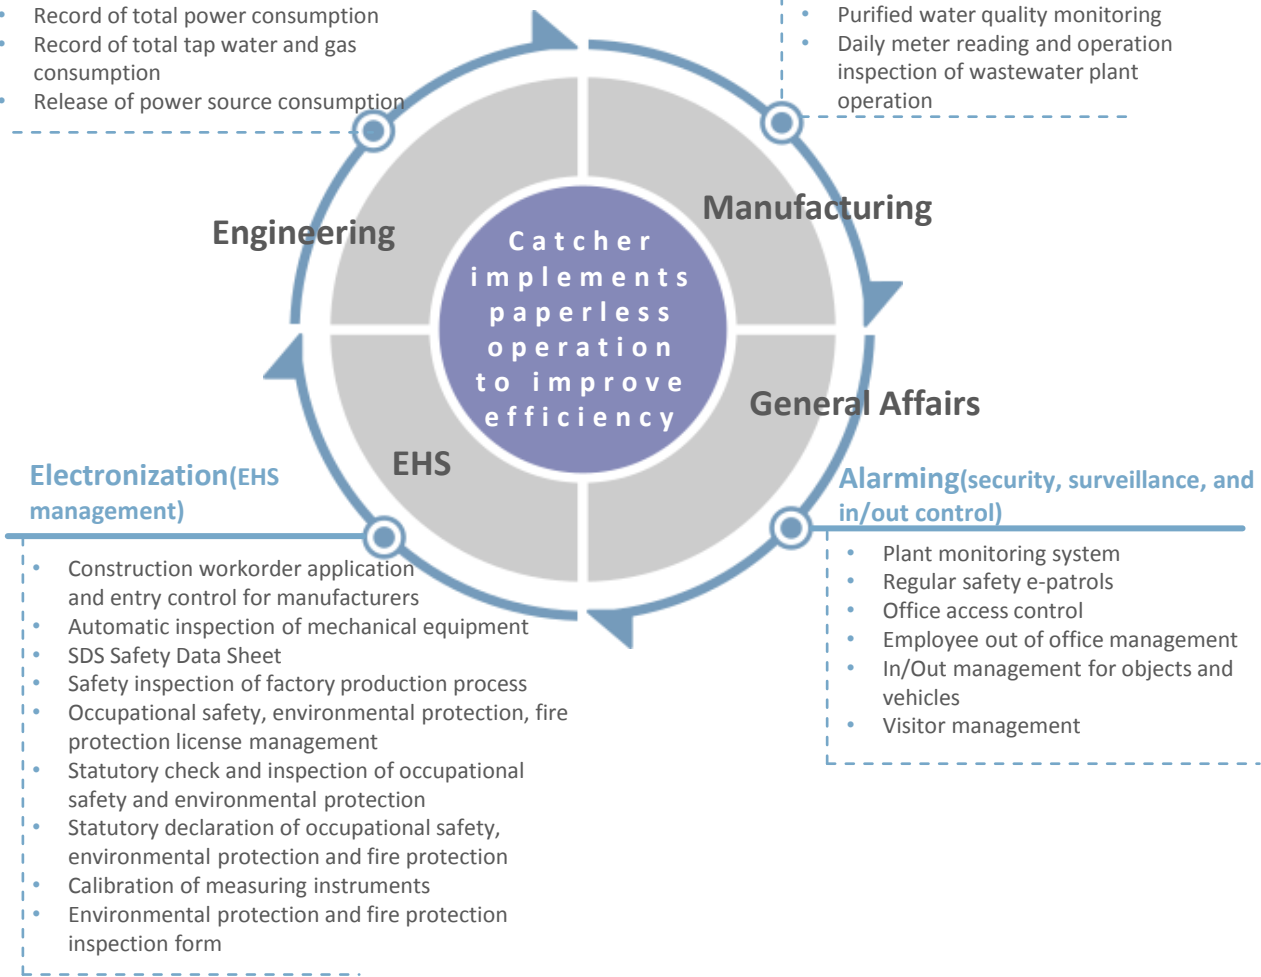 • Record of total power consumption
• Record of total tap water and gas
consumption
• Release of power source consumption
• Purified water quality monitoring
• Daily meter reading and operation
inspection of wastewater plant
operation
Engineering
Manufacturing
Catcher
implements
paperless
operation
to improve
efficiency
General Affairs
EHS
Electronization(EHS
management)
• Construction workorder application
and entry control for manufacturers
• Automatic inspection of mechanical equipment
• SDS Safety Data Sheet
• Safety inspection of factory production process
• Occupational safety, environmental protection, fire
protection license management
• Statutory check and inspection of occupational
safety and environmental protection
• Statutory declaration of occupational safety,
environmental protection and fire protection
• Calibration of measuring instruments
• Environmental protection and fire protection
inspection form
Alarming(security, surveillance, and
in/out control)
• Plant monitoring system
• Regular safety e-patrols
• Office access control
• Employee out of office management
• In/Out management for objects and
vehicles
• Visitor management